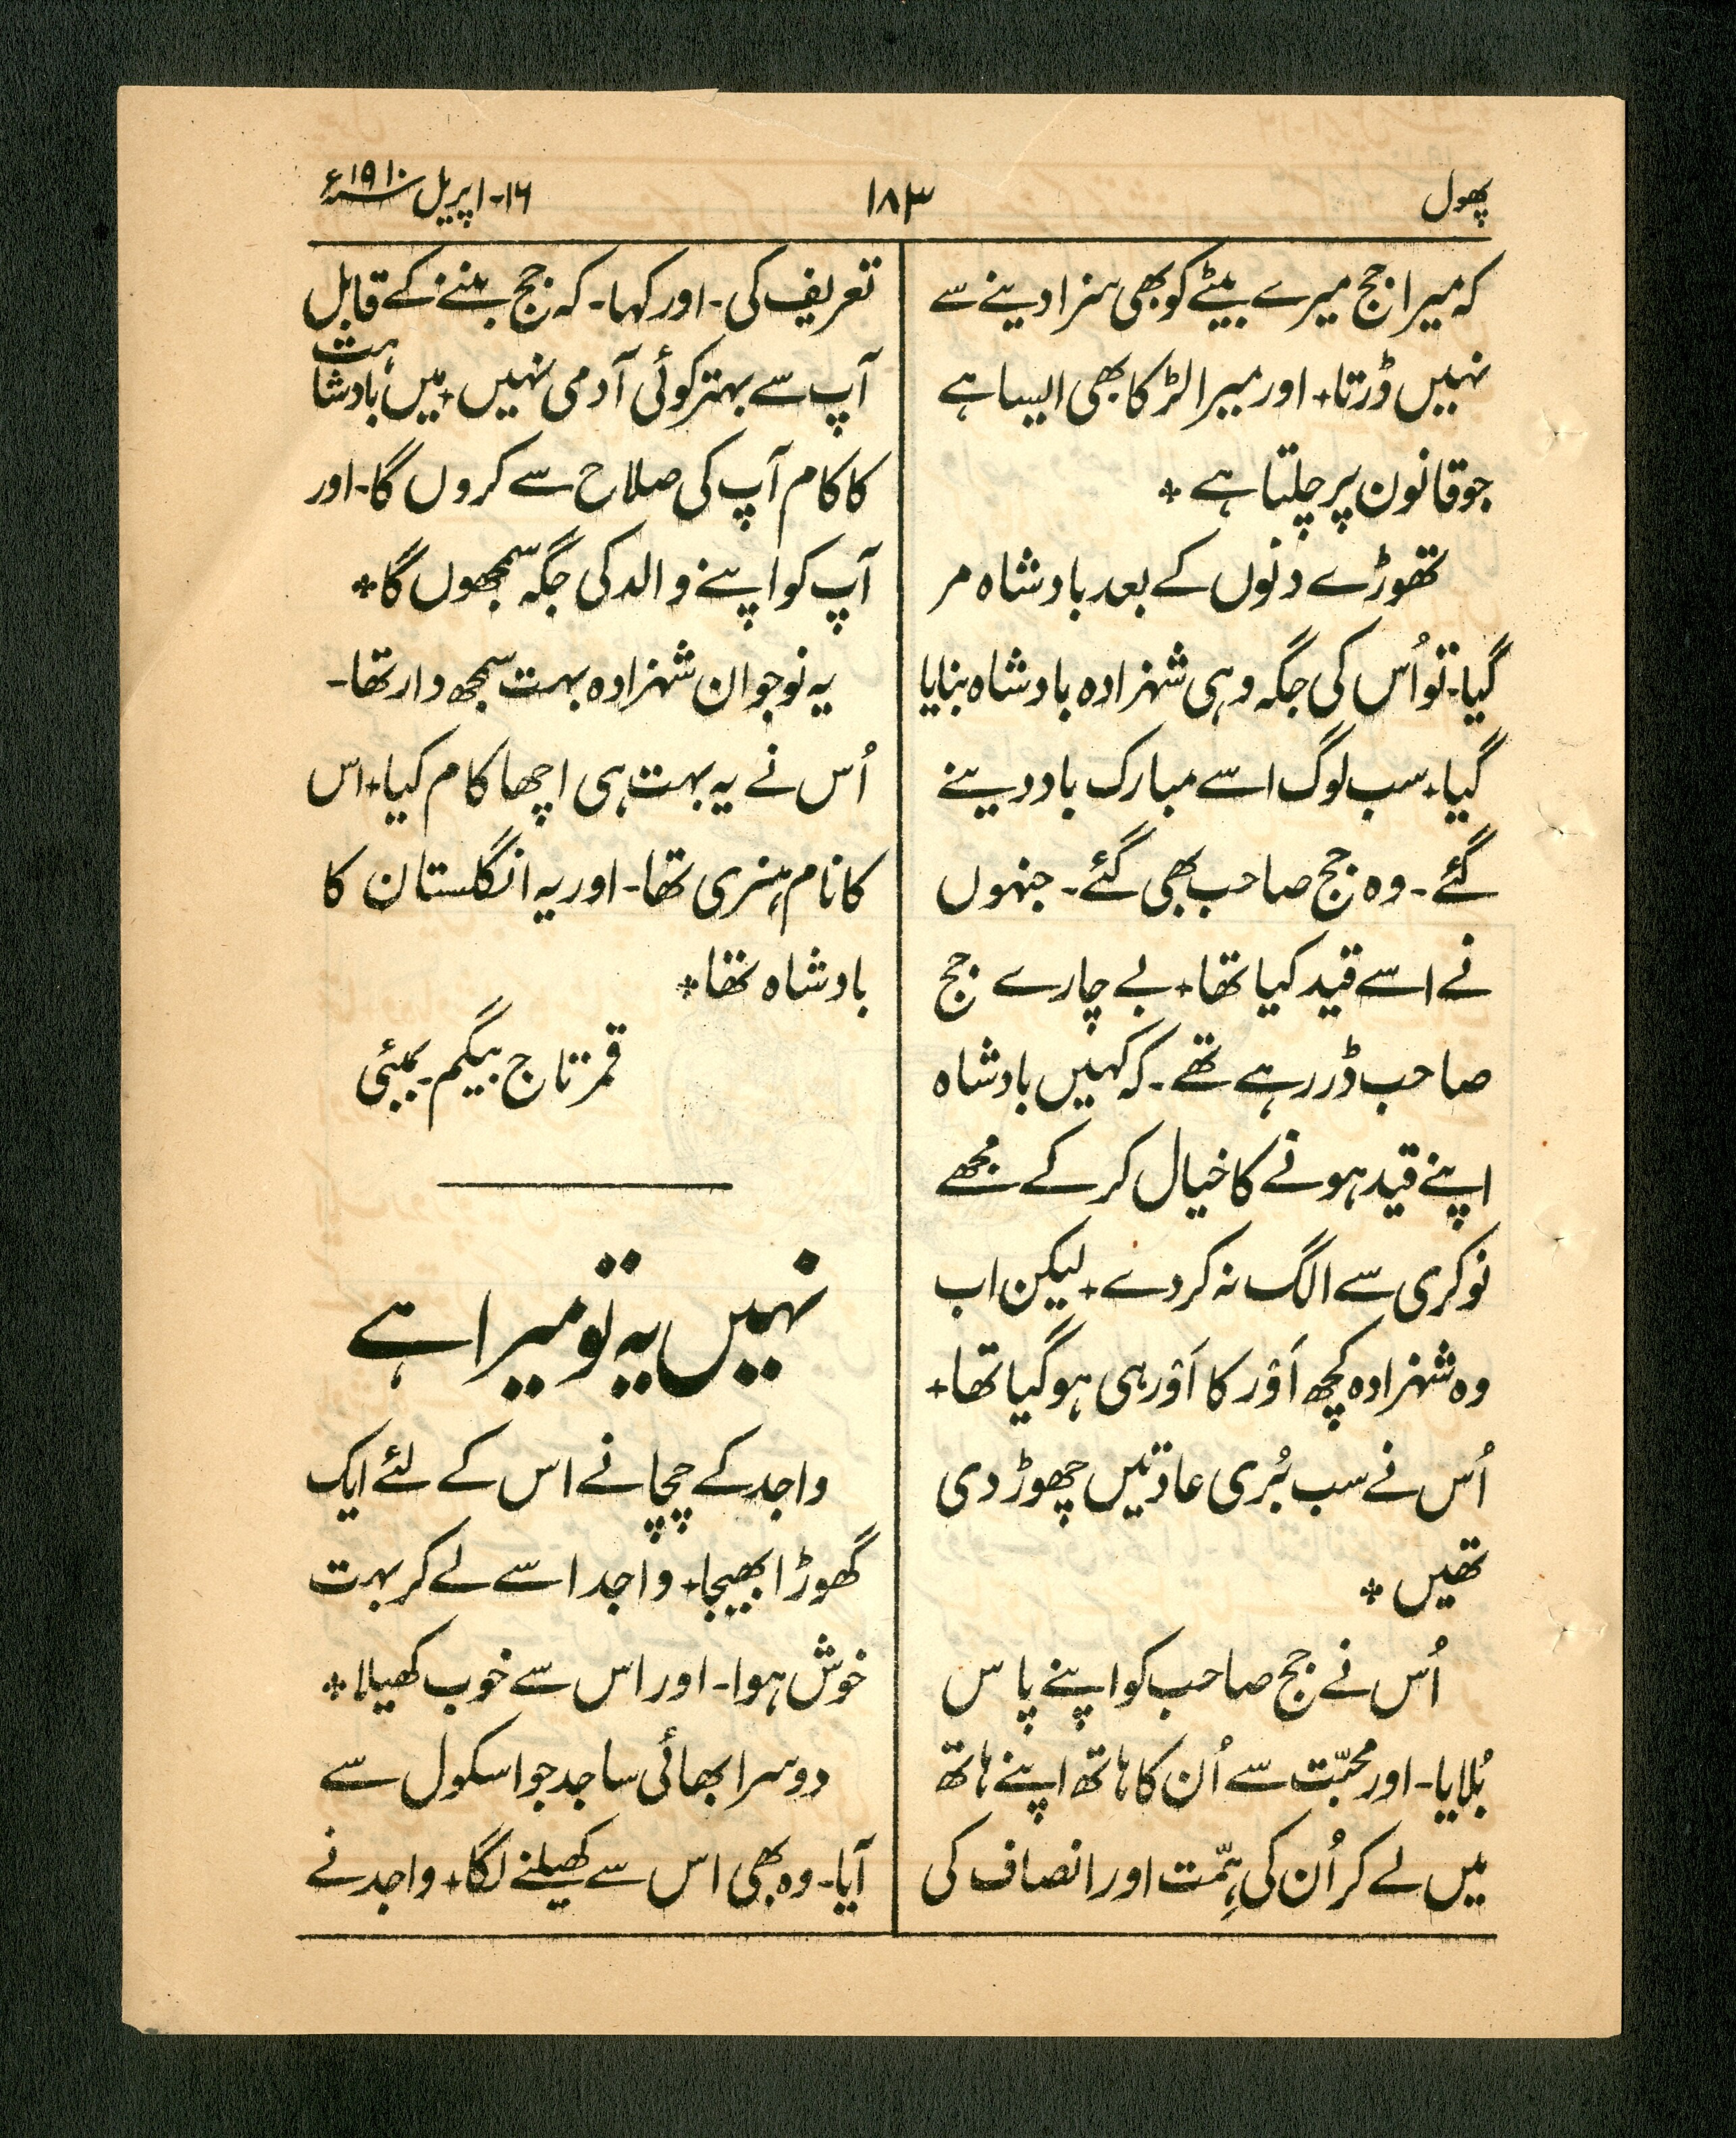 پھول
۱۸۳
۱۶۔اپریل سنہ ۱۹۱۰ء
کہ میرا جج میرے بیٹے کو بھی سزا دینے سے
نہیں ڈرتا+ اور میرا لڑکا بھی ایسا ہے
جو قانون پر چلتا ہے *
تھوڑے دنوں کے بعد بادشاہ مر
گیا۔ تو اُس کی جگہ وہی شہزادہ بادشاہ بنایا
گیا+ سب لوگ اسے مبارک باد دینے
گئے۔ وہ جج صاحب بھی گئے۔ جنہوں
نے اسے قید کیا تھا+ بے چارے جج
صاحب ڈر رہے تھے۔ کہ کہیں بادشاہ
اپنے قید ہونے کا خیال کر کے مُجھے
نوکری سے الگ نہ کر دے+ لیکن اب
وہ شہزادہ کچھ اَوْر کا اَوْر ہی ہو گیا تھا+
اُس نے سب بُری عادتیں چھوڑ دی
تھیں *
اُس نے جج صاحب کو اپنے پاس
بُلایا۔ اور محبّت سے اُن کا ہاتھ اپنے ہاتھ
میں لے کر اُن کی ہِمّت اور انصاف کی
تعریف کی۔ اور کہا۔ کہ جج بننے کے قابل
آپ سے بہتر کوئی آدمی نہیں+ میں بادشاہت
کا کام آپ کی صلاح سے کروں گا۔ اور
آپ کو اپنے والد کی جگہ سمجھوں گا*
یہ نوجوان شہزادہ بہت سمجھ دار تھا۔
اُس نے یہ بہت ہی اچھا کام کیا+ اس
کا نام ہنری تھا۔ اور یہ انگلستان کا
بادشاہ تھا*
قمر تاج بیگم۔ بمبئی
نہیں یہ تو میرا ہے
واجد کے چچا نے اس کے لئے ایک
گھوڑا بھیجا+ واجد اسے لے کر بہت
خوش ہوا۔ اور اس سے خوب کھیلا*
دوسرا بھائی ساجد جو اسکول سے
آیا۔ وہ بھی اس سے کھیلنے لگا+ واجد نے